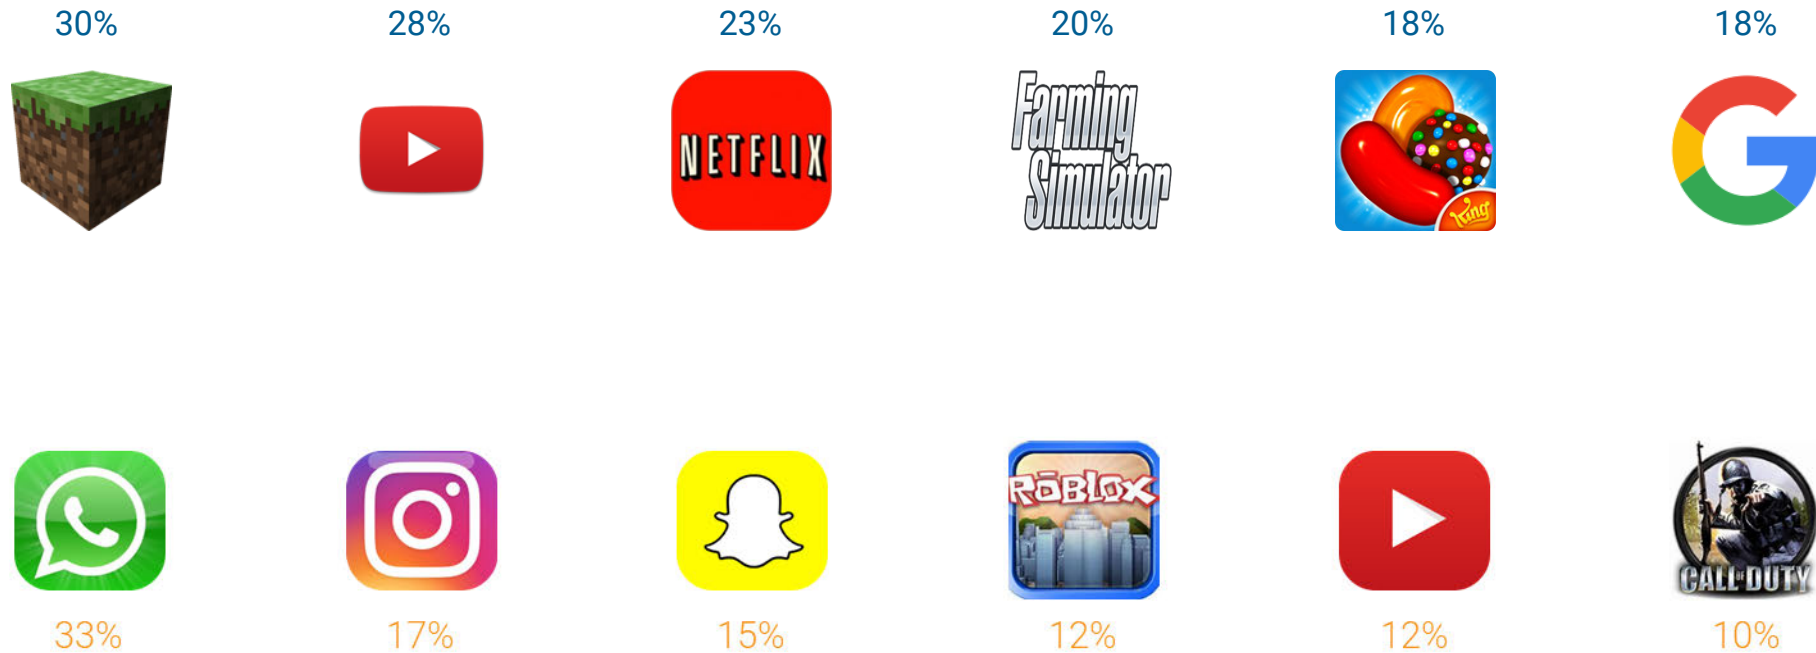 30% 28% 23% 20% 18% 18%
NETFLIX
Farming
Simulator
King
ROBLOX
CALL OF DUTY
33% 17% 15% 12% 12% 10%